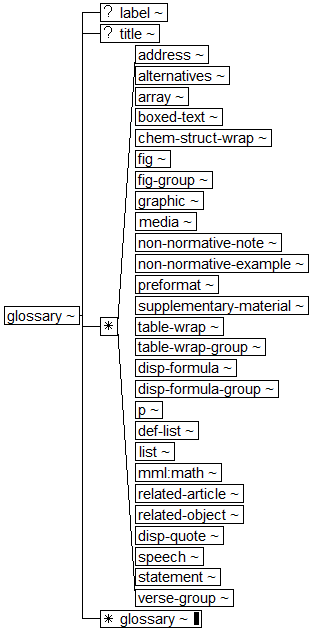 ? label ~
? title ~
address ~
alternatives ~
array ~
boxed-text ~
chem-struct-wrap ~
fig ~
fig-group ~
graphic ~
media ~
non-normative-note ~
non-normative-example ~
preformat ~
supplementary-material ~
glossary ~
*
table-wrap ~
table-wrap-group ~
disp-formula ~
disp-formula-group ~
p ~
def-list ~
list ~
mml:math ~
related-article ~
related-object ~
disp-quote ~
speech ~
statement ~
verse-group ~
* glossary ~